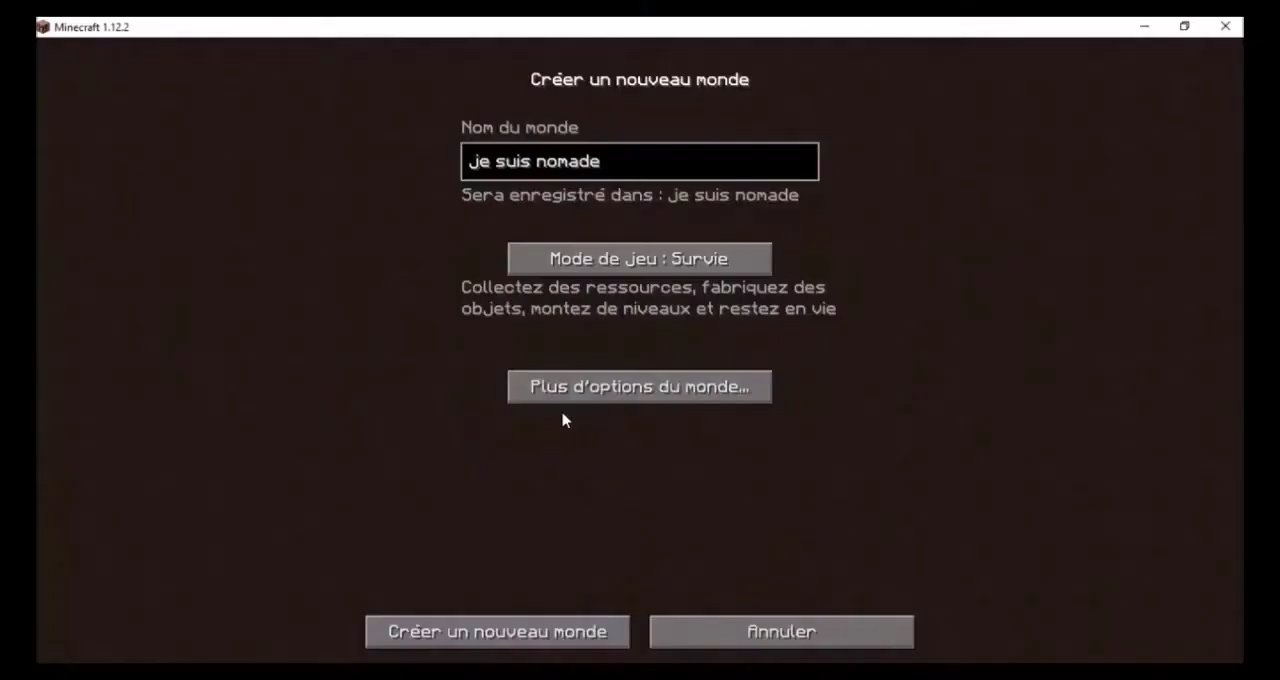 Minecraft 1.12.2
Créer un nouveau monde
Nom du monde
je suis nomade
Sera enregistré dans : je suis nomade
Mode de jeu : Survie
Collectez des ressources, fabriquez des
objets, montez de niveaux et restez en vie
Plus d'options du monde...
Créer un nouveau monde
Annuler